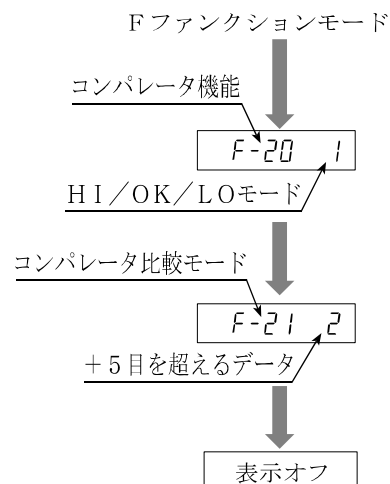 Fファンクションモード
コンパレータ機能
F-20 1
HI/OK/LOモード
コンパレータ比較モード
F-21 2
+5目を超えるデータ
表示オフ